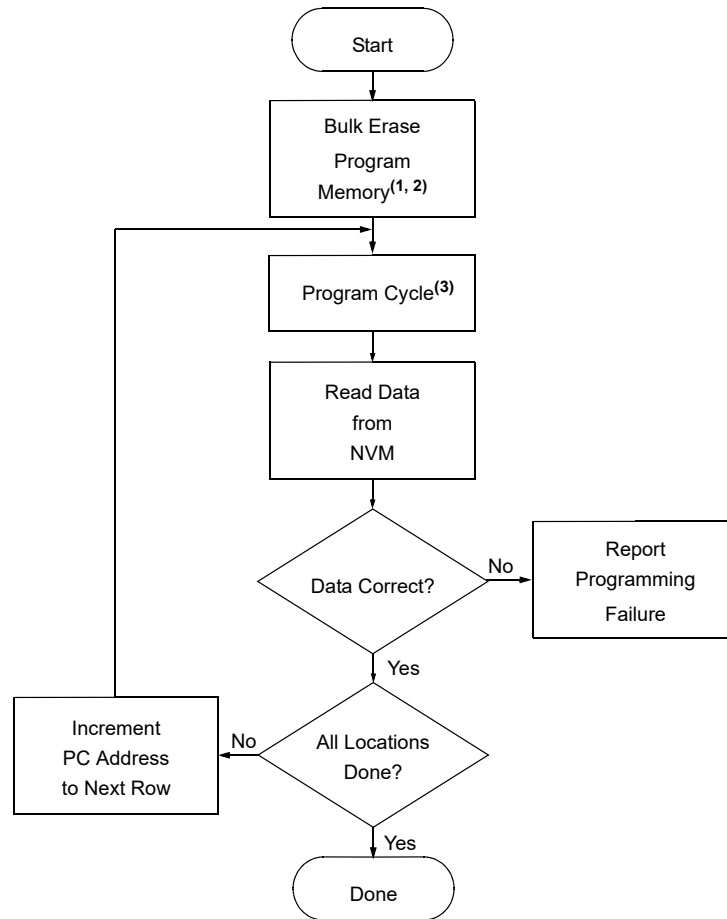 Start
Bulk Erase
Program
Memory(1, 2)
Program Cycle(3)
Read Data
from
NVM
Data Correct?
No
Report
Programming
Failure
Yes
All Locations
Done?
No
Increment
PC Address
to Next Row
Yes
Done